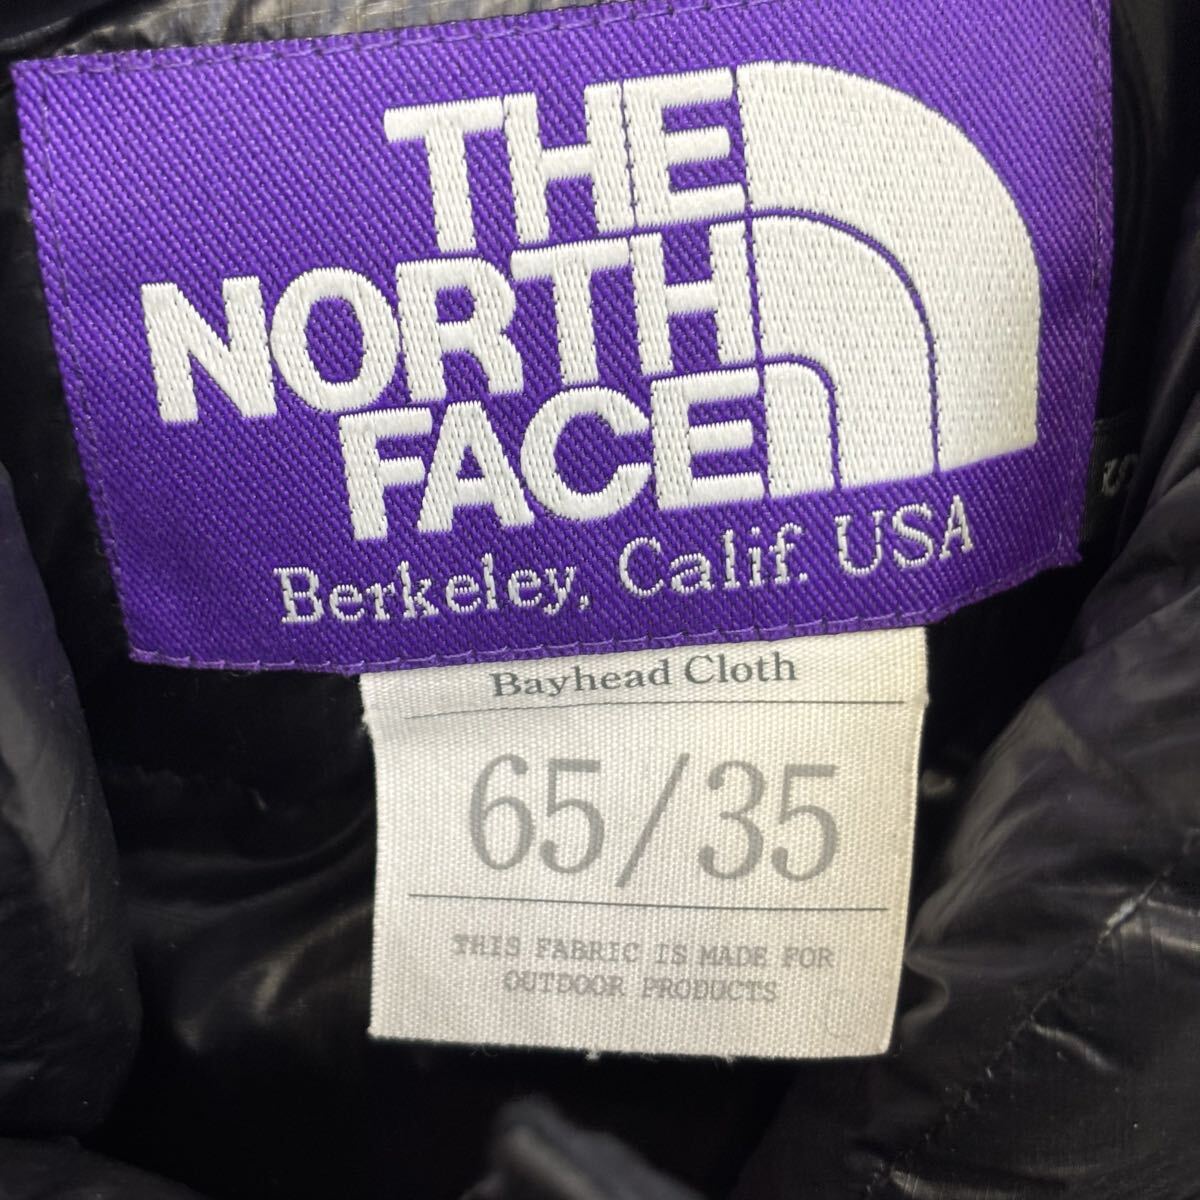 THE
NORTH
FACE
Berkeley, Calif. USA
Bayhead Cloth
65/35
THIS FABRIC IS MADE FOR
OUTDOOR PRODUCTS